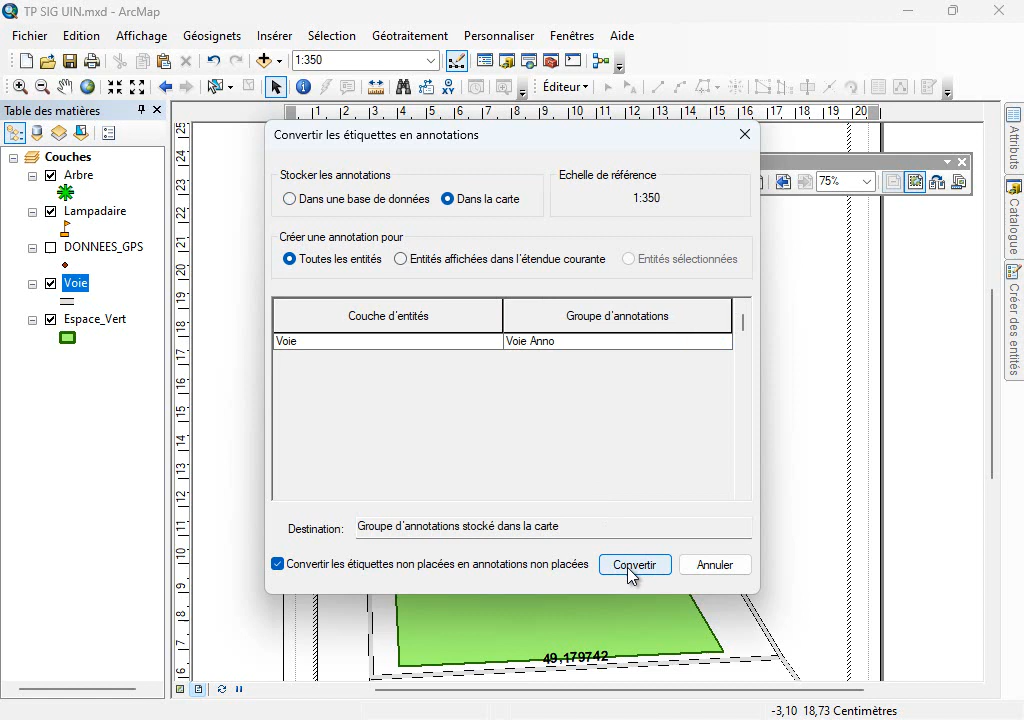 TP SIG UIN.mxd - ArcMap
Fichier Edition Affichage Géosignets Insérer Sélection Géotraitement Personnaliser Fenêtres Aide
1:350
Éditeur
Table des matières
Couches
Arbre
Lampadaire
DONNEES_GPS
Voie
Espace_Vert
Convertir les étiquettes en annotations
Stocker les annotations
Dans une base de données Dans la carte
Echelle de référence
1:350
Créer une annotation pour
Toutes les entités Entités affichées dans l'étendue courante Entités sélectionnées
Couche d'entités Groupe d'annotations
Voie Voie Anno
Destination: Groupe d'annotations stocké dans la carte
Convertir les étiquettes non placées en annotations non placées Convertir Annuler
75%
Attributs
Catalogue
Créer des entités
49,179742
-3,10 18,73 Centimètres